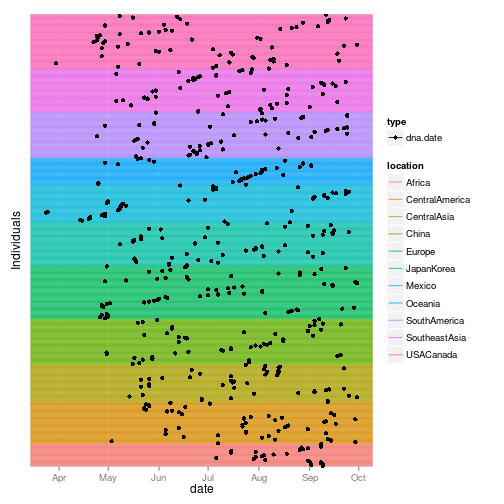 Individuals
Apr May Jun Jul Aug Sep Oct
date
type
dna.date
location
Africa
CentralAmerica
CentralAsia
China
Europe
JapanKorea
Mexico
Oceania
SouthAmerica
SoutheastAsia
USACanada